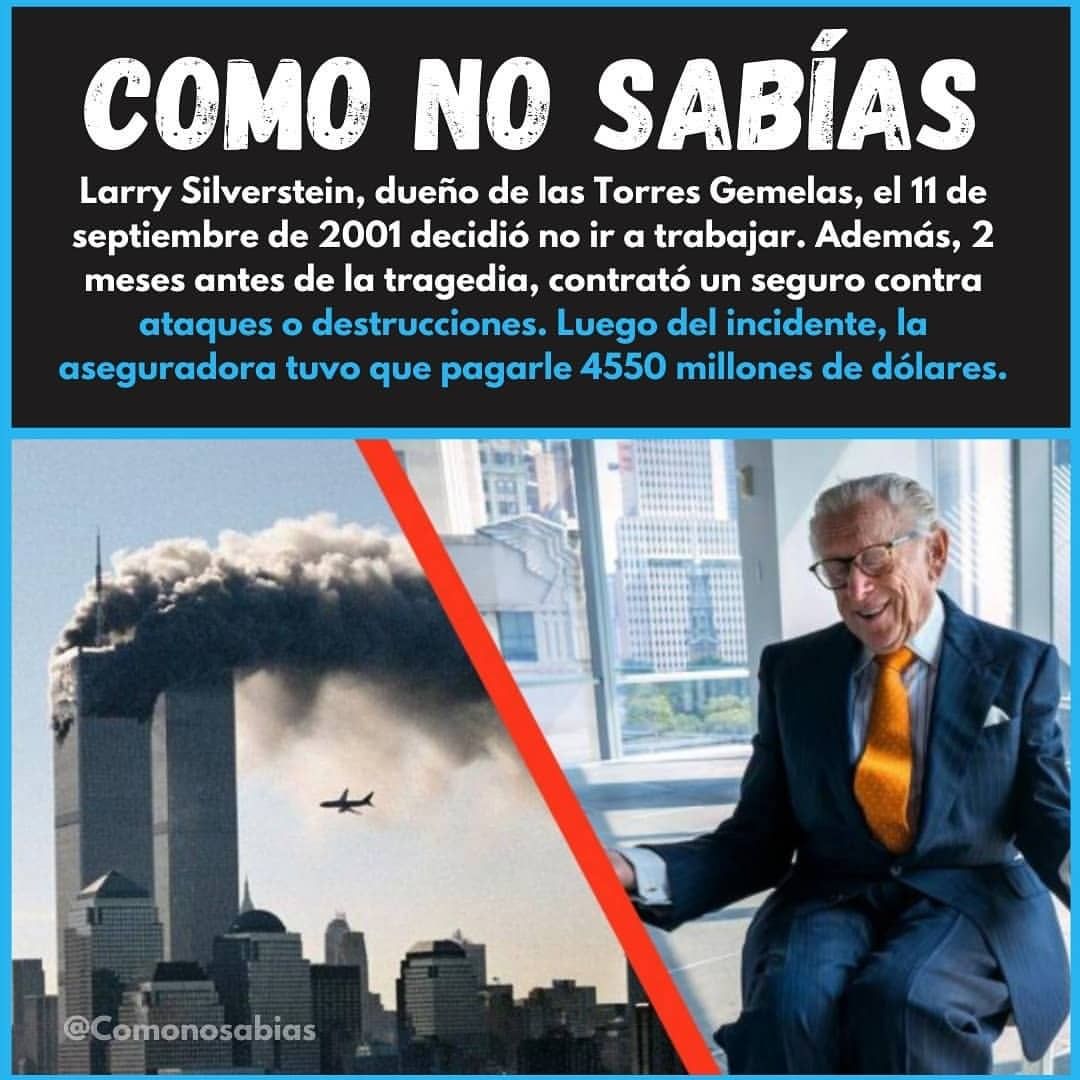 COMO NO SABÍAS
Larry Silverstein, dueño de las Torres Gemelas, el 11 de
septiembre de 2001 decidió no ir a trabajar. Además, 2
meses antes de la tragedia, contrató un seguro contra
ataques o destrucciones. Luego del incidente, la
aseguradora tuvo que pagarle 4550 millones de dólares.
@Comonosabias